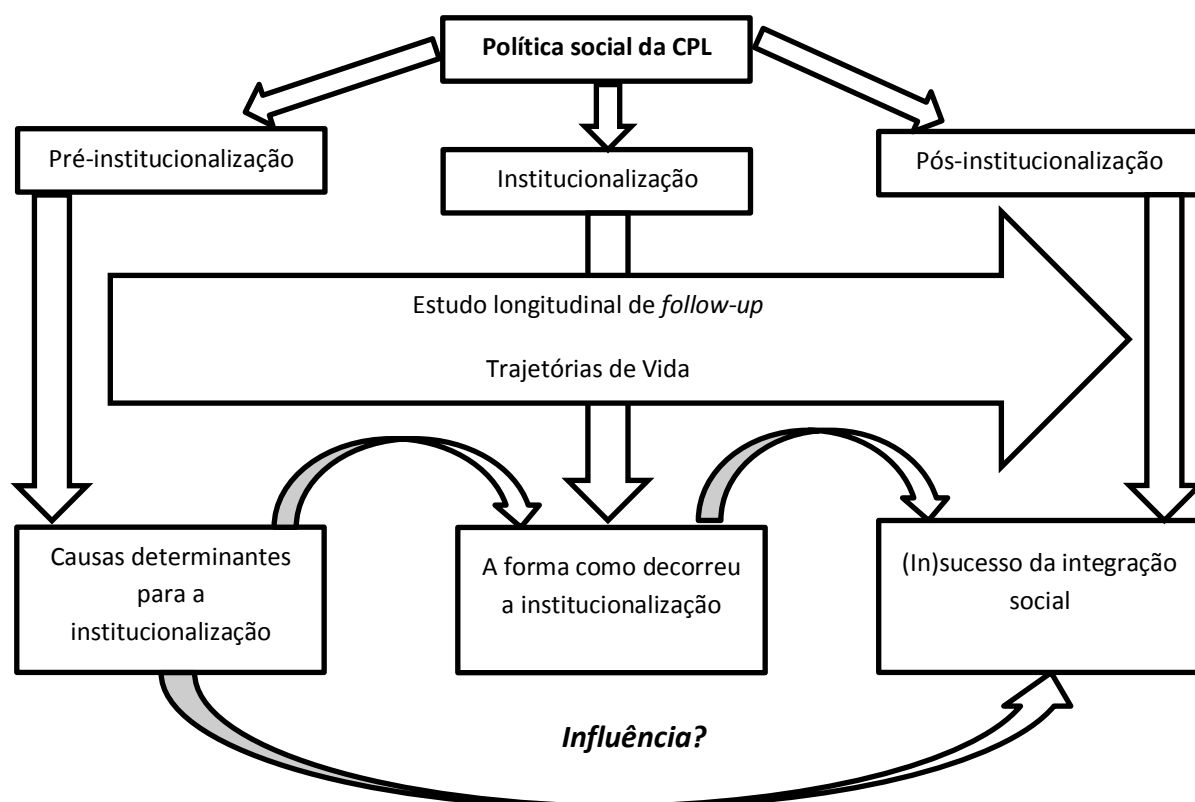 Política social da CPL
Pré-institucionalização
Institucionalização
Pós-institucionalização
Estudo longitudinal de follow-up
Trajetórias de Vida
Causas determinantes
para a
institucionalização
A forma como decorreu
a institucionalização
(In)sucesso da integração
social
Influência?